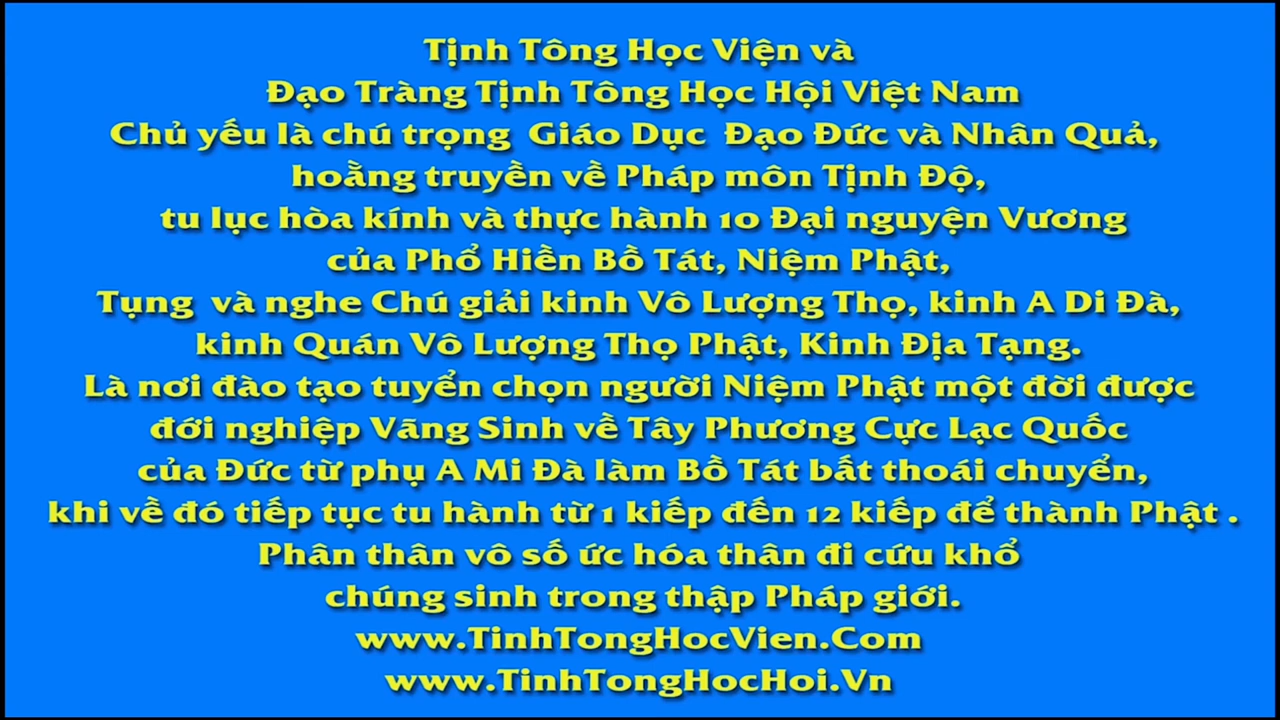 Tịnh Tông Học Viện và
Đạo Tràng Tịnh Tông Học Hội Việt Nam
Chủ yếu là chú trọng Giáo Dục Đạo Đức và Nhân Quả,
hoằng truyền về Pháp môn Tịnh Độ,
tu lục hòa kính và thực hành 10 Đại nguyện Vương
của Phổ Hiền Bồ Tát, Niệm Phật,
Tụng và nghe Chú giải kinh Vô Lượng Thọ, kinh A Di Đà,
kinh Quán Vô Lượng Thọ Phật, Kinh Địa Tạng.
Là nơi đào tạo tuyển chọn người Niệm Phật một đời được
đới nghiệp Vãng Sinh về Tây Phương Cực Lạc Quốc
của Đức từ phụ A Mi Đà làm Bồ Tát bất thoái chuyển,
khi về đó tiếp tục tu hành từ 1 kiếp đến 12 kiếp để thành Phật .
Phân thân vô số ức hóa thân đi cứu khổ
chúng sinh trong thập Pháp giới.
www.TinhTongHocVien.Com
www.TinhTongHocHoi.Vn